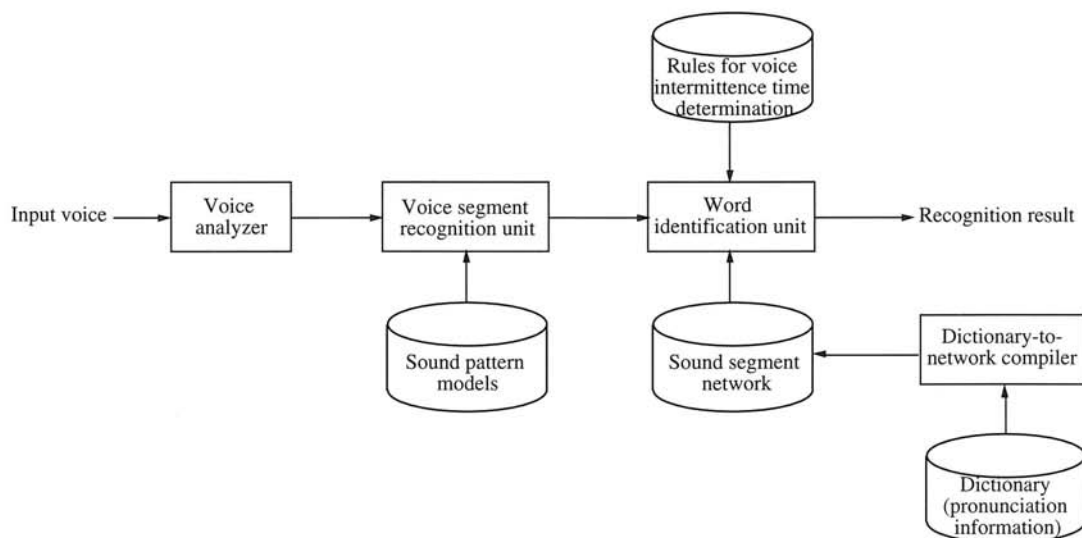 Rules for voice
intermittence time
determination
Input voice
Voice
analyzer
Voice segment
recognition unit
Word
identification unit
Recognition result
Sound pattern
models
Sound segment
network
Dictionary-to-
network compiler
Dictionary
(pronunciation
information)